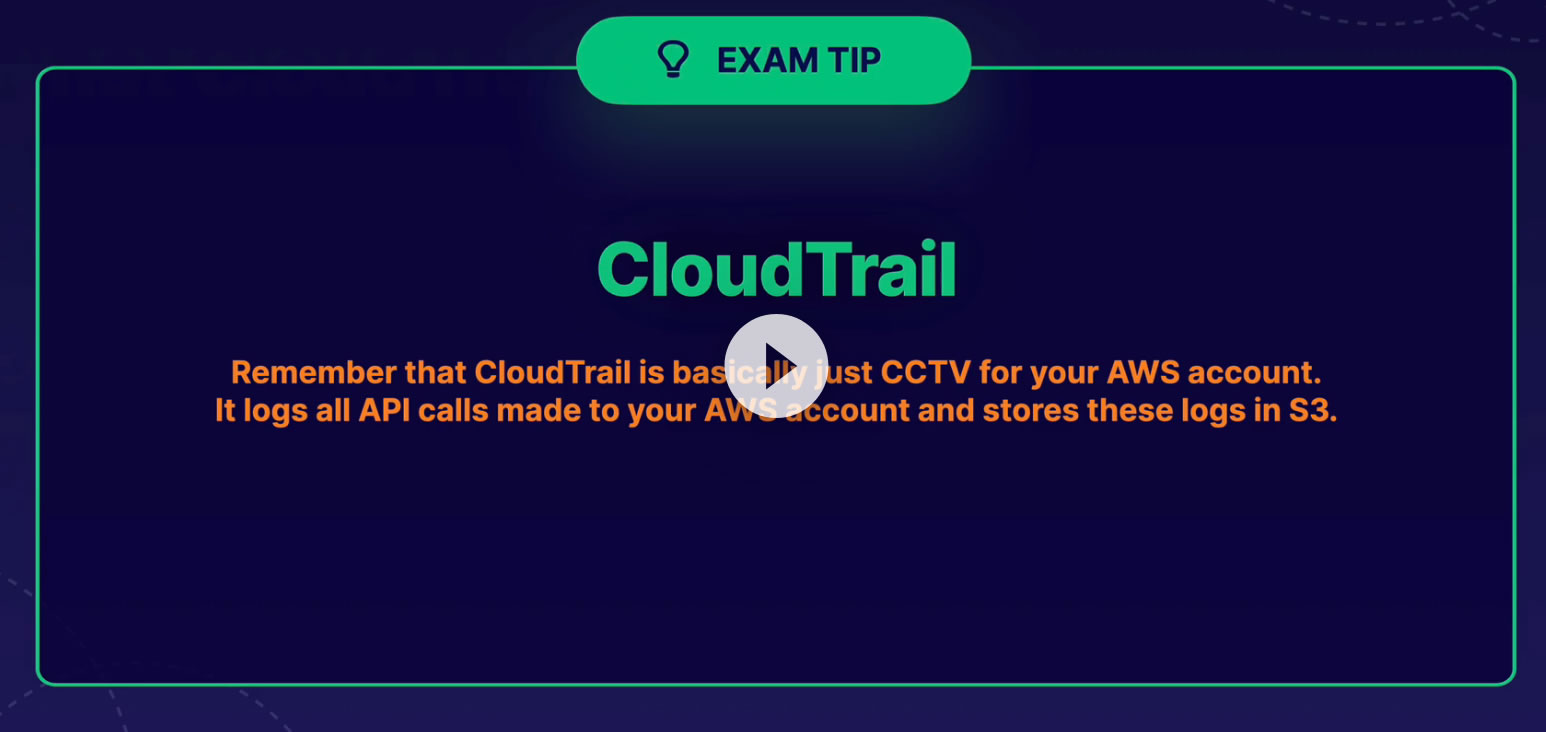 EXAM TIP
CloudTrail
Remember that CloudTrail is basically just CCTV for your AWS account.
It logs all API calls made to your AWS account and stores these logs in S3.